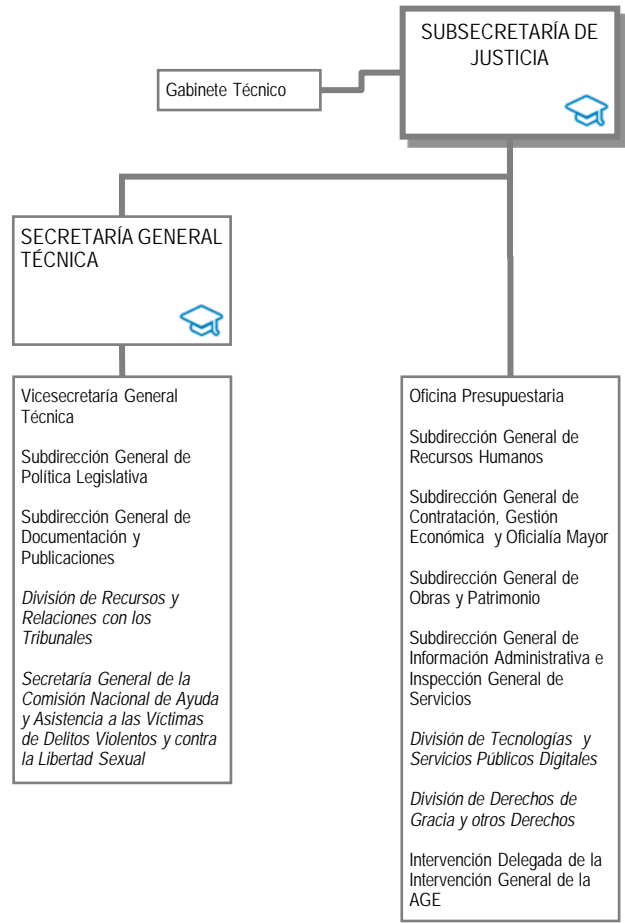 SUBSECRETARÍA DE
JUSTICIA
Gabinete Técnico
SECRETARÍA GENERAL
TÉCNICA
Vicesecretaría General
Técnica
Subdirección General de
Política Legislativa
Subdirección General de
Documentación y
Publicaciones
División de Recursos y
Relaciones con los
Tribunales
Secretaría General de la
Comisión Nacional de Ayuda
y Asistencia a las Víctimas
de Delitos Violentos y contra
la Libertad Sexual
Oficina Presupuestaria
Subdirección General de
Recursos Humanos
Subdirección General de
Contratación, Gestión
Económica y Oficialía Mayor
Subdirección General de
Obras y Patrimonio
Subdirección General de
Información Administrativa e
Inspección General de
Servicios
División de Tecnologías y
Servicios Públicos Digitales
División de Derechos de
Gracia y otros Derechos
Intervención Delegada de la
Intervención General de la
AGE